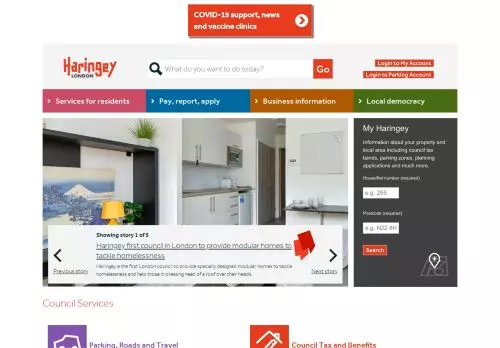 COVID-19 support, news
and vaccine clinics
Haringey
LONDON
What do you want to do today?
Go
Login to My Account
Login to Parking Account
Services for residents
Pay, report, apply
Business information
Local democracy
My Haringey
Information about your property and
local area including council tax
bands, parking zones, planning
applications and much more.
House/flat number (required)
e.g. 255
Postcode (required)
e.g. N22 8H
Search
Showing story 1 of 5
Haringey first council in London to provide modular homes to
tackle homelessness
Haringey is the first London council to provide specially designed modular homes to tackle
homelessness and help those in pressing need of a roof over their heads.
Previous story
Next story
Council Services
Parking, Roads and Travel
Council Tax and Benefits